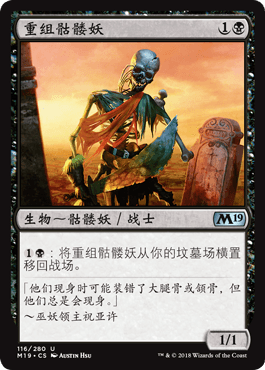 重组骷髅妖 1
M19
生物～骷髅妖／战士
1：将重组骷髅妖从你的坟墓场横置
移回战场。
「他们现身时可能装错了大腿骨或颌骨，但
他们总是会现身。」
～巫妖领主祝亚许
1/1
116/280 U
M19 • CS Austin Hsu
™ & © 2018 Wizards of the Coast